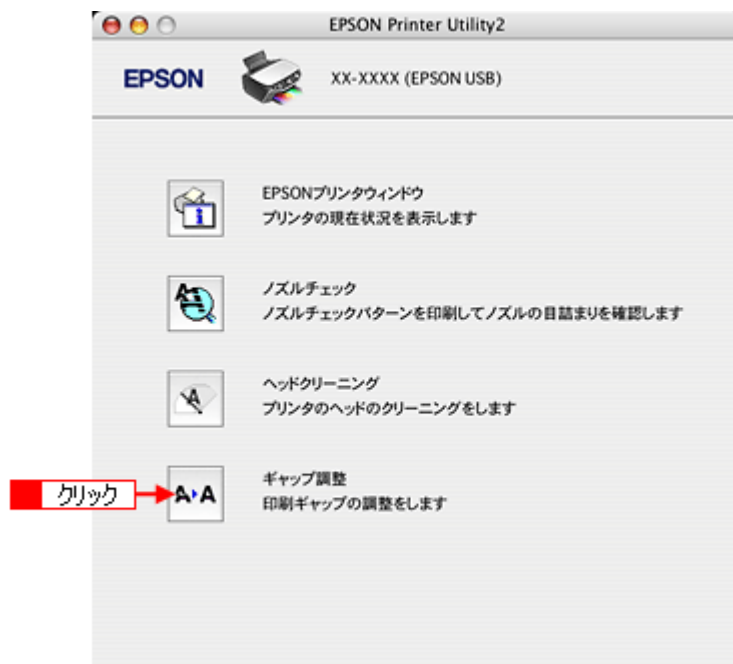 EPSON Printer Utility2
EPSON
XX-XXXX (EPSON USB)
EPSONプリンタウィンドウ
プリンタの現在状況を表示します
ノズルチェック
ノズルチェックパターンを印刷してノズルの目詰まりを確認します
ヘッドクリーニング
プリンタのヘッドのクリーニングをします
クリック
A▶A
ギャップ調整
印刷ギャップの調整をします